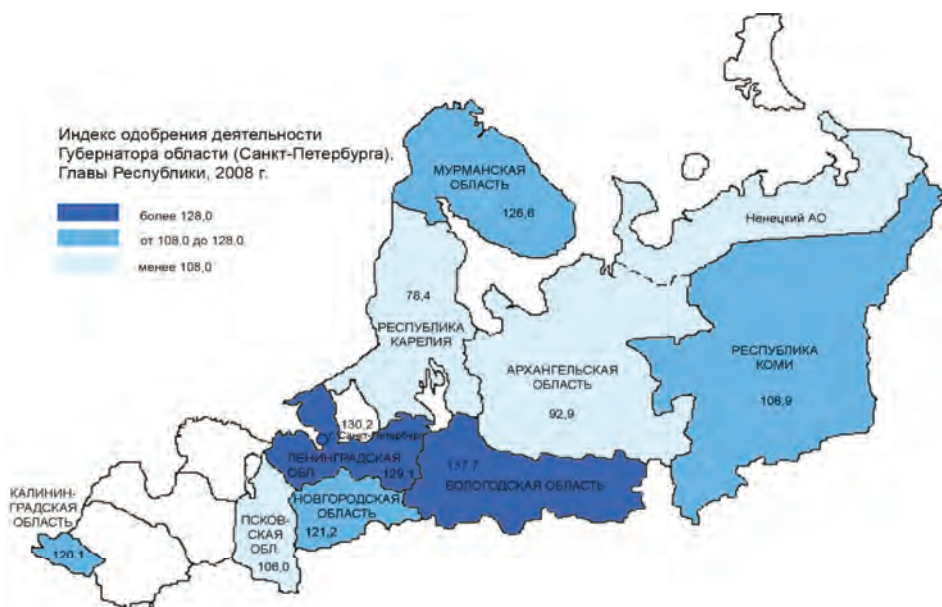 Индекс одобрения деятельности
Губернатора области (Санкт-Петербурга),
Главы Республики, 2008 г.
более 128,0
от 108,0 до 128,0
менее 108,0
МУРМАНСКАЯ
ОБЛАСТЬ
126,6
Ненецкий АО
78,4
РЕСПУБЛИКА
КАРЕЛИЯ
АРХАНГЕЛЬСКАЯ
ОБЛАСТЬ
92,9
РЕСПУБЛИКА
КОМИ
108,9
130,2
г. Санкт-Петербург
ЛЕНИНГРАДСКАЯ
ОБЛ.
129,1
137,7
ВОЛОГОДСКАЯ ОБЛАСТЬ
НОВГОРОДСКАЯ
ОБЛАСТЬ
121,2
ПСКОВ-
СКАЯ
ОБЛ.
106,0
КАЛИНИН-
ГРАДСКАЯ
ОБЛАСТЬ
120,1